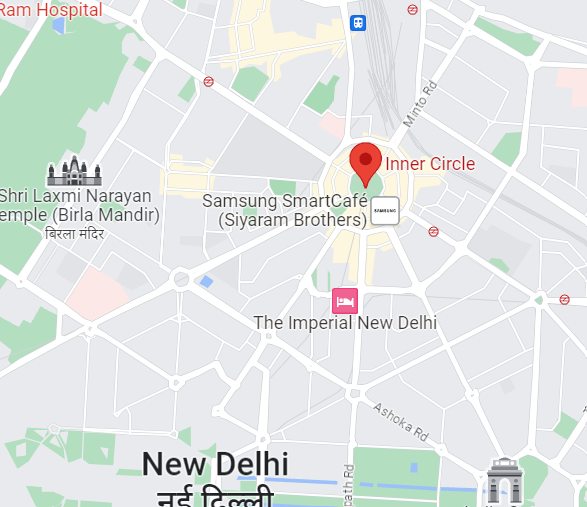 Ram Hospital
Minto Rd
Inner Circle
Shri Laxmi Narayan
emple (Birla Mandir)
बिरला मंदिर
Samsung SmartCafé
(Siyaram Brothers)
SAMSUNG
The Imperial New Delhi
Ashoka Rd
New Delhi
नई दिल्ली
path Rd